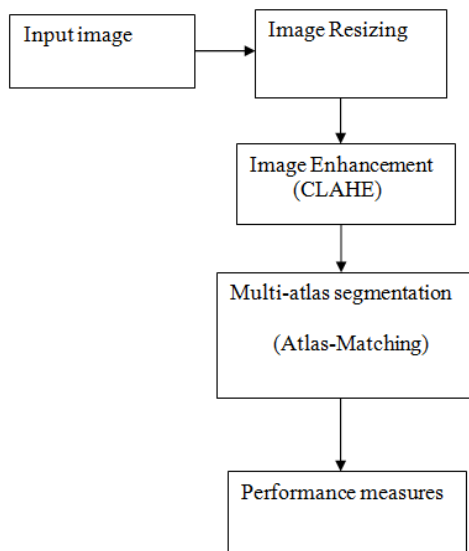 Input image
Image Resizing
Image Enhancement
(CLAHE)
Multi-atlas segmentation
(Atlas-Matching)
Performance measures